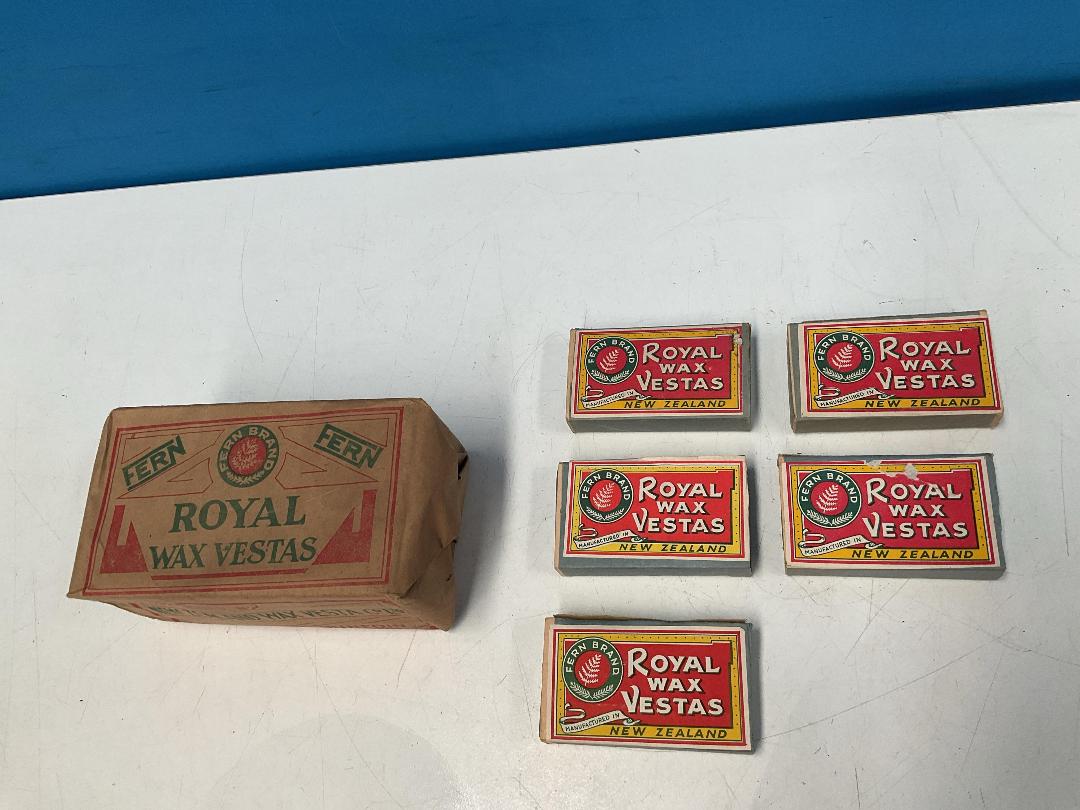 FERN
FERN BRAND
FERN
ROYAL
WAX VESTAS
WAX VESTA
FERN BRAND
ROYAL
WAX
VESTAS
MANUFACTURED IN
NEW ZEALAND
FERN BRAND
ROYAL
WAX
VESTAS
MANUFACTURED IN
NEW ZEALAND
FERN BRAND
ROYAL
WAX
VESTAS
MANUFACTURED IN
NEW ZEALAND
FERN BRAND
ROYAL
WAX
VESTAS
MANUFACTURED IN
NEW ZEALAND
FERN BRAND
ROYAL
WAX
VESTAS
MANUFACTURED IN
NEW ZEALAND